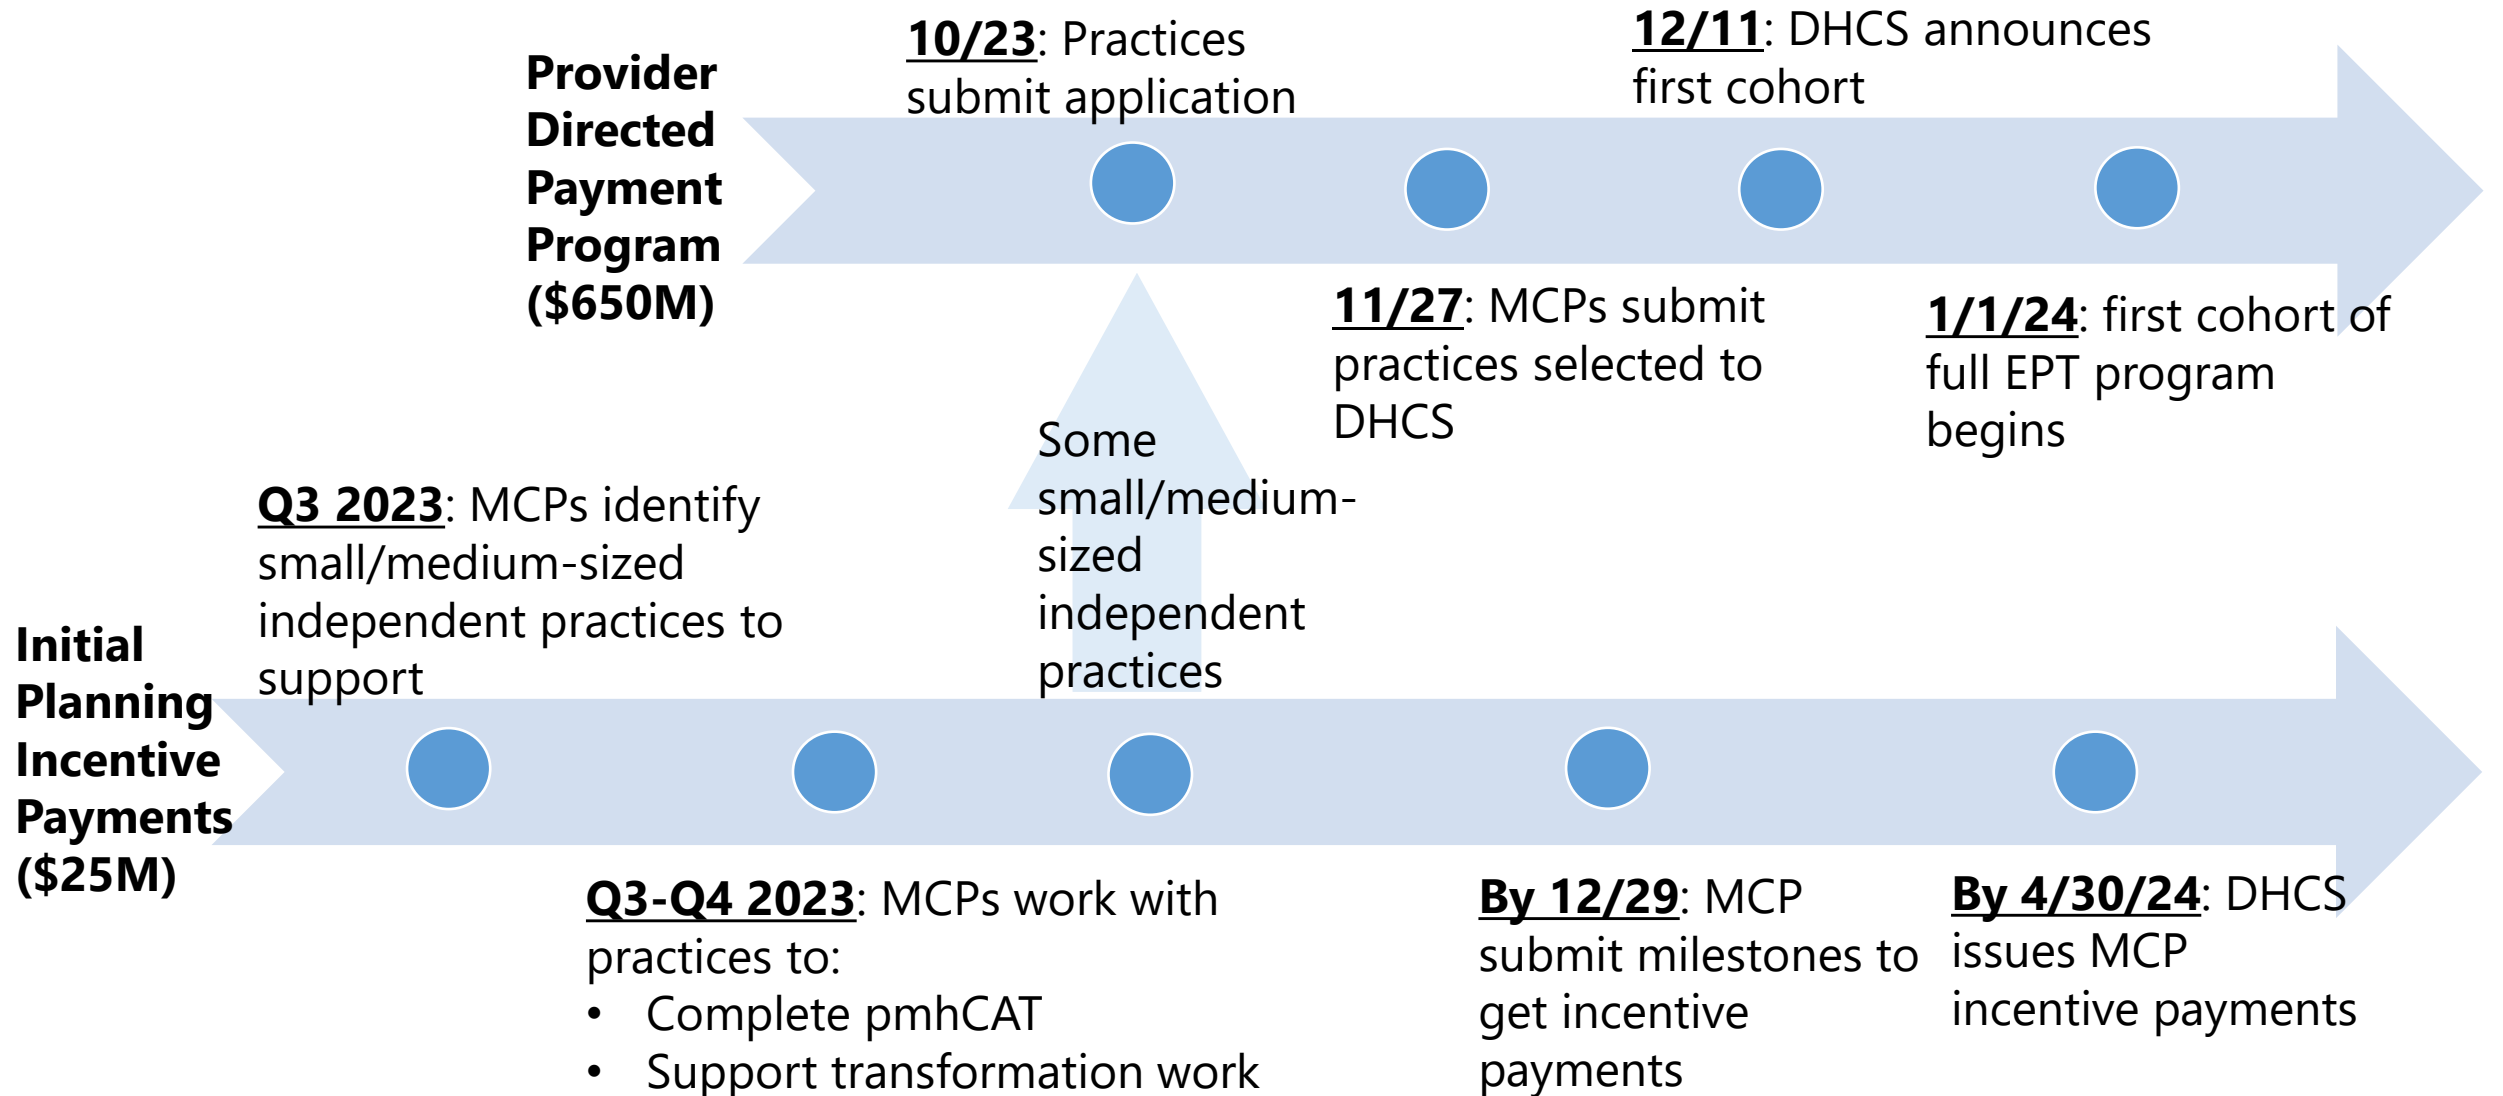 Provider
Directed
Payment
Program
($650M)
10/23: Practices
submit application
12/11: DHCS announces
first cohort
11/27: MCPs submit
practices selected to
DHCS
1/1/24: first cohort of
full EPT program
begins
Some
small/medium-
sized
independent
practices
Initial
Planning
Incentive
Payments
($25M)
Q3 2023: MCPs identify
small/medium-sized
independent practices to
support
Q3-Q4 2023: MCPs work with
practices to:
• Complete pmhCAT
• Support transformation work
By 12/29: MCP
submit milestones to
get incentive
payments
By 4/30/24: DHCS
issues MCP
incentive payments